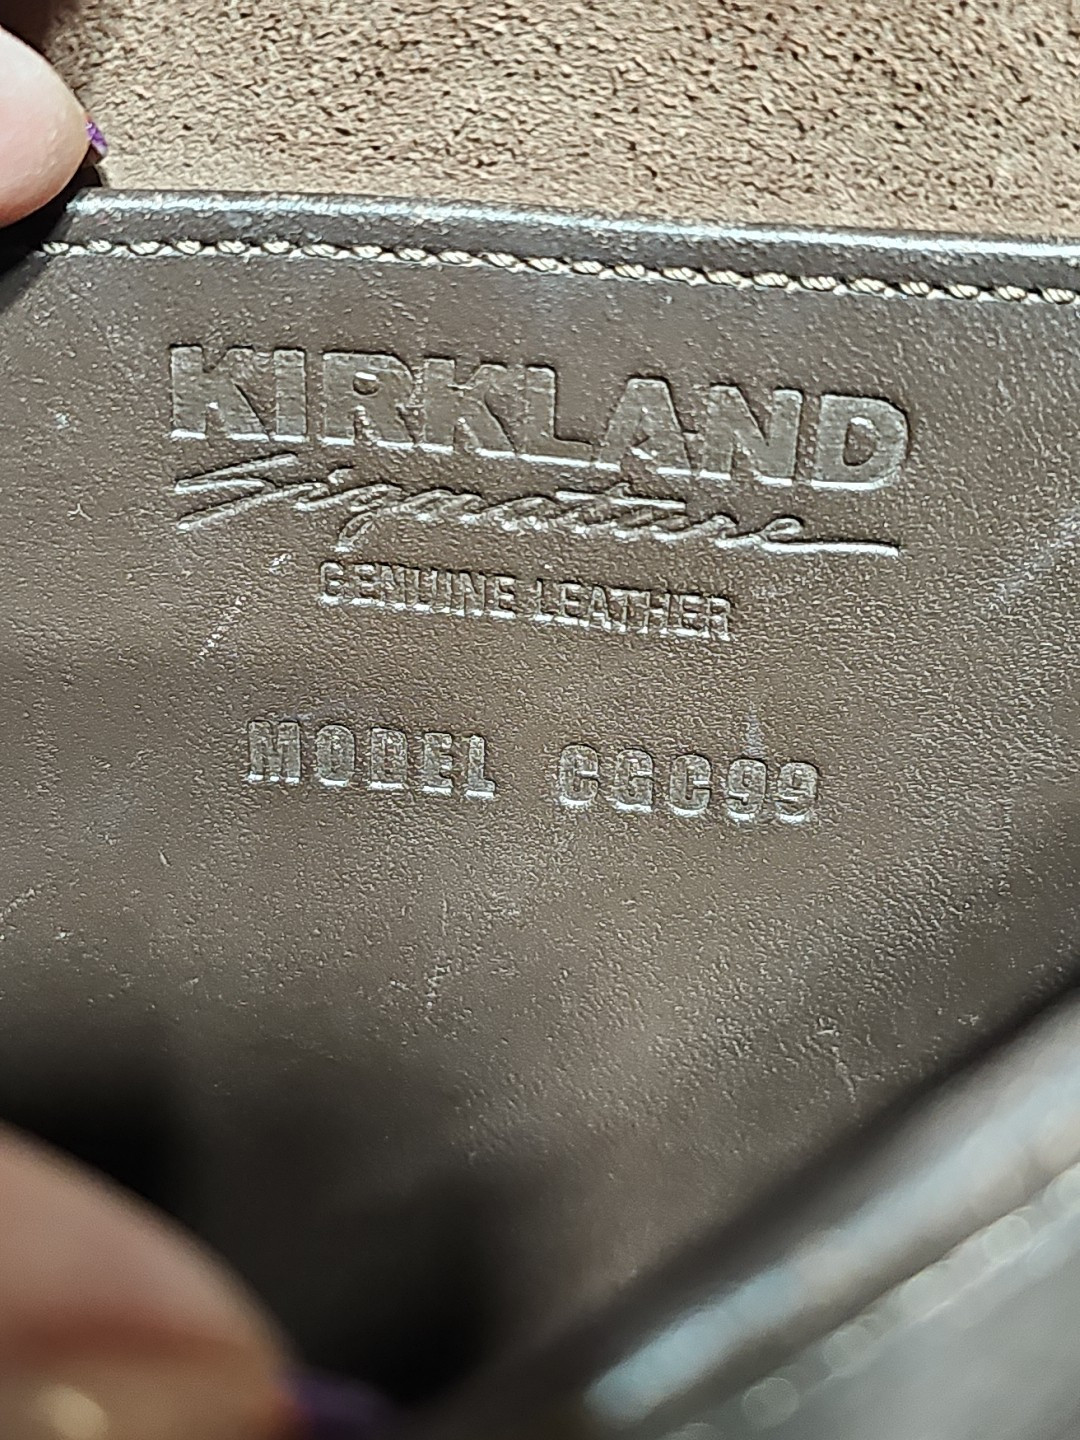 KIRKLAND
Signature
GENUINE LEATHER
MODEL CGC99